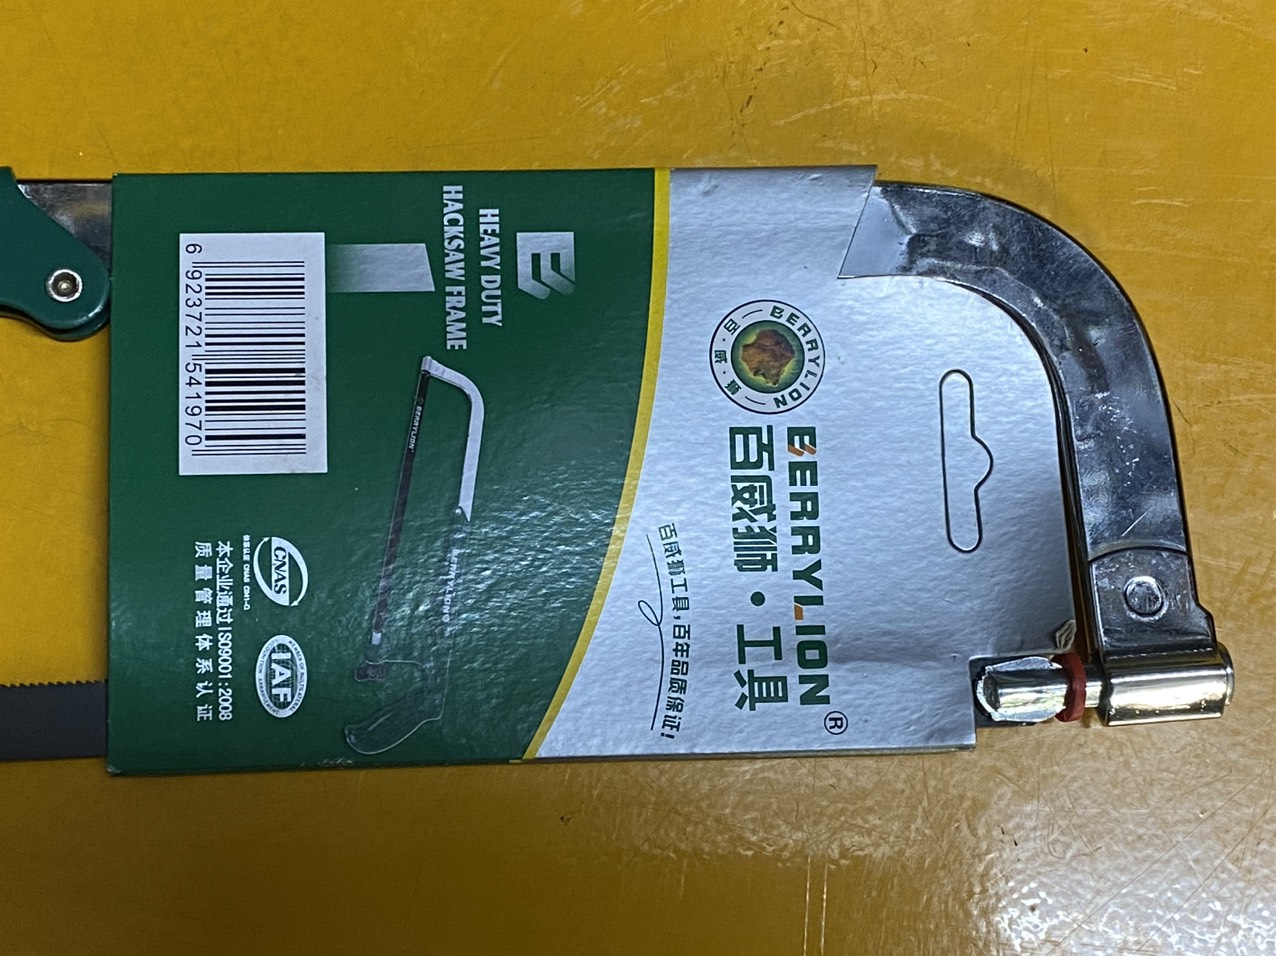 BERRYLION
百·威·狮
BERRYLION®
百威狮·工具
百威狮工具，百年品质保证！
HEAVY DUTY
HACKSAW FRAME
BERRYLION
BERRYLION
6 923721 541970
CNAS
IAF
本企业通过ISO9001:2008
质量管理体系认证